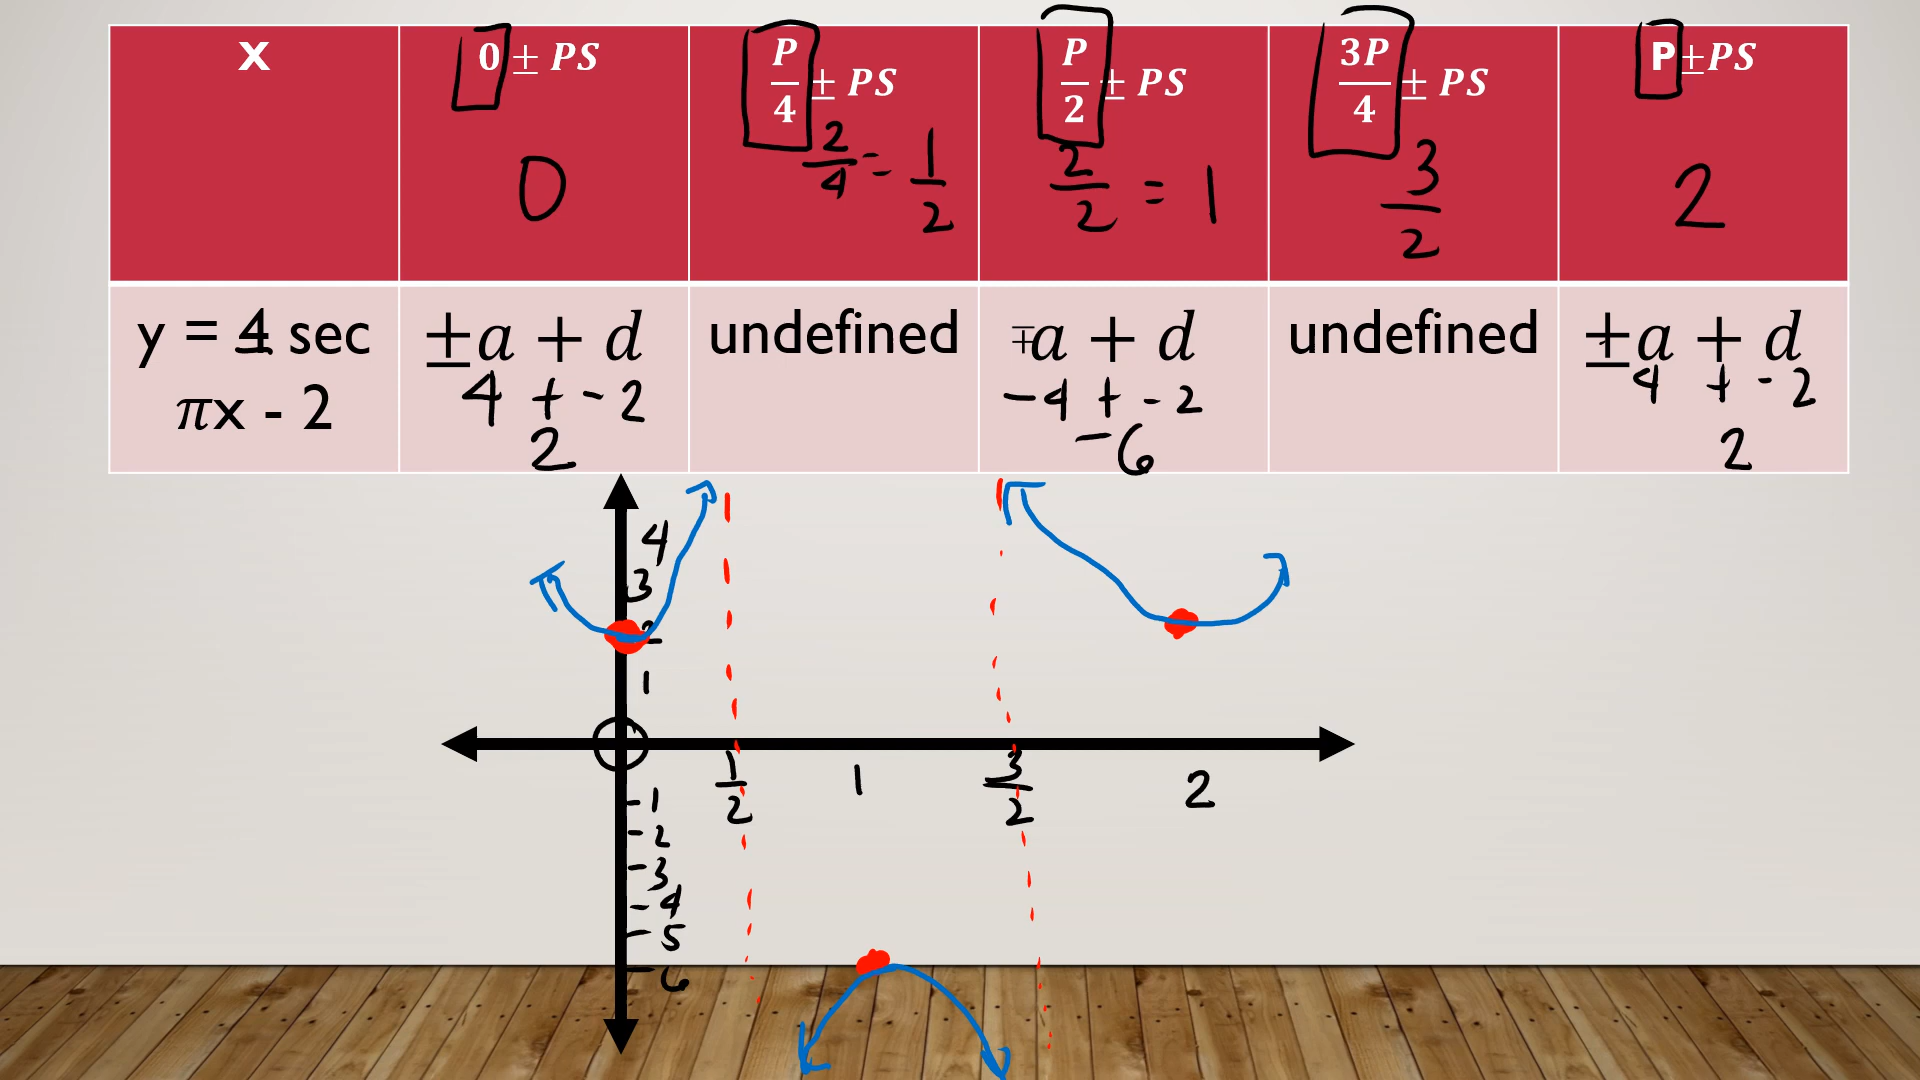 x
0 ± PS
P/4 ± PS
P/2 ± PS
3P/4 ± PS
P±PS
0
2/4 = 1/2
2/2 = 1
3/2
2
y = 4 sec
πx - 2
±a + d
4 + -2
2
undefined
∓a + d
-4 + -2
-6
undefined
±a + d
4 + -2
2
4
3
2
1
1/2
1
3/2
2
-1
-2
-3
-4
-5
-6